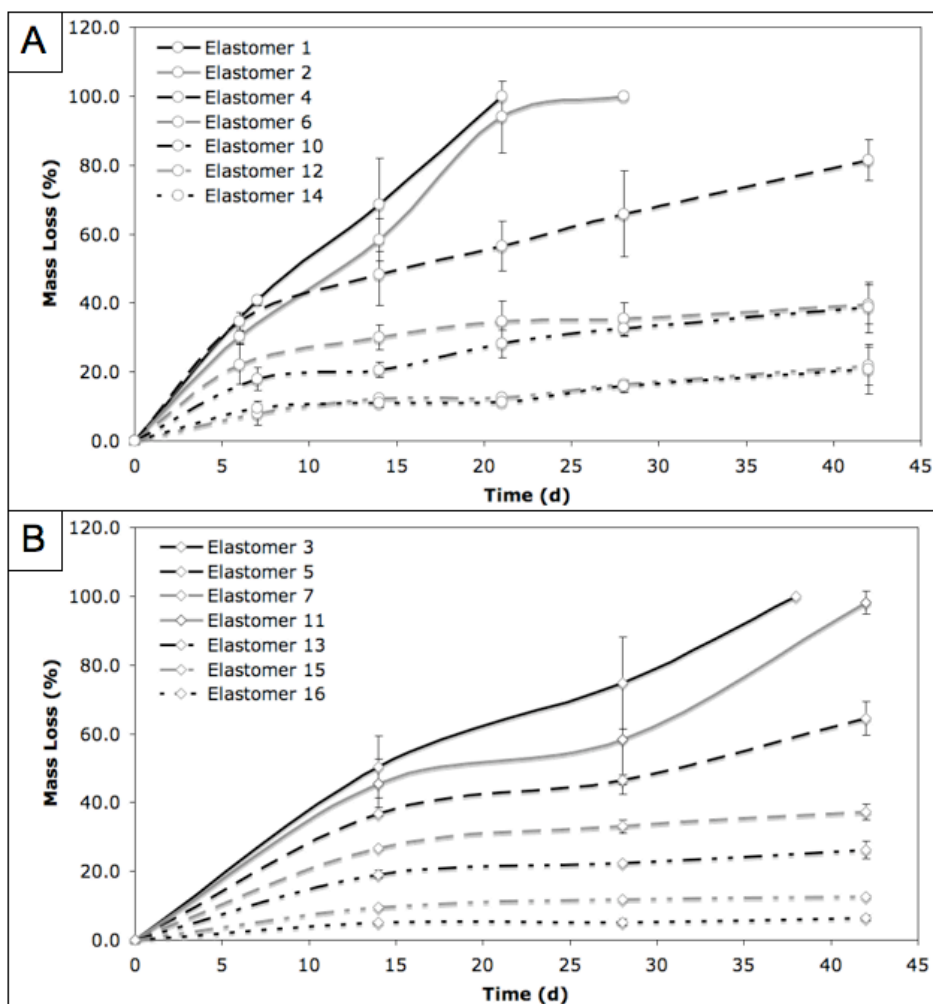 A
120.0
100.0
80.0
60.0
40.0
20.0
0.0
Mass Loss (%)
Elastomer 1
Elastomer 2
Elastomer 4
Elastomer 6
Elastomer 10
Elastomer 12
Elastomer 14
0 5 10 15 20 25 30 35 40 45
Time (d)
B
120.0
100.0
80.0
60.0
40.0
20.0
0.0
Mass Loss (%)
Elastomer 3
Elastomer 5
Elastomer 7
Elastomer 11
Elastomer 13
Elastomer 15
Elastomer 16
0 5 10 15 20 25 30 35 40 45
Time (d)